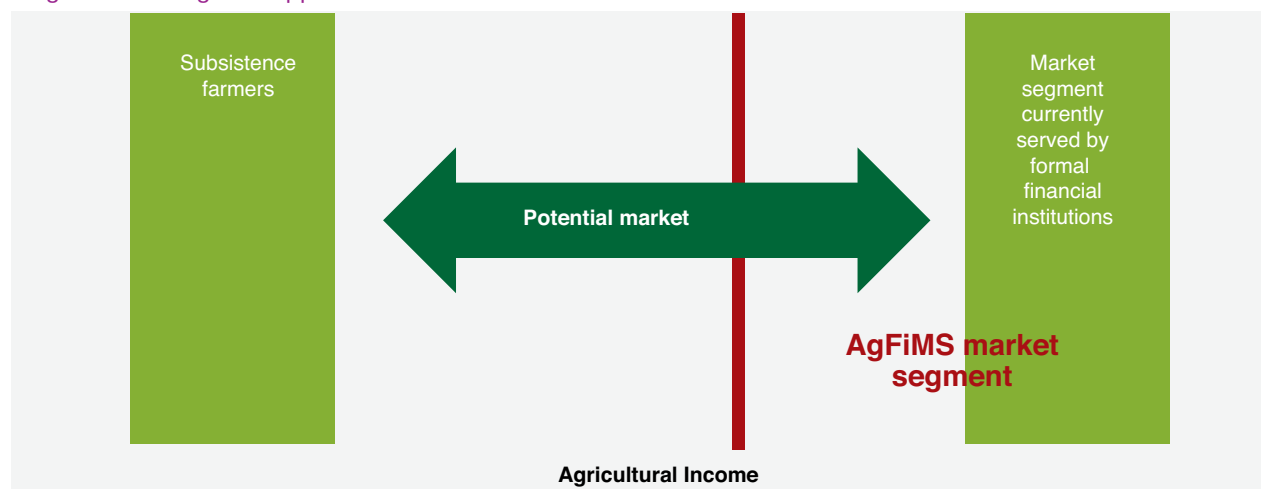 Subsistence
farmers
Market
segment
currently
served by
formal
financial
institutions
Potential market
AgFiMS market
segment
Agricultural Income